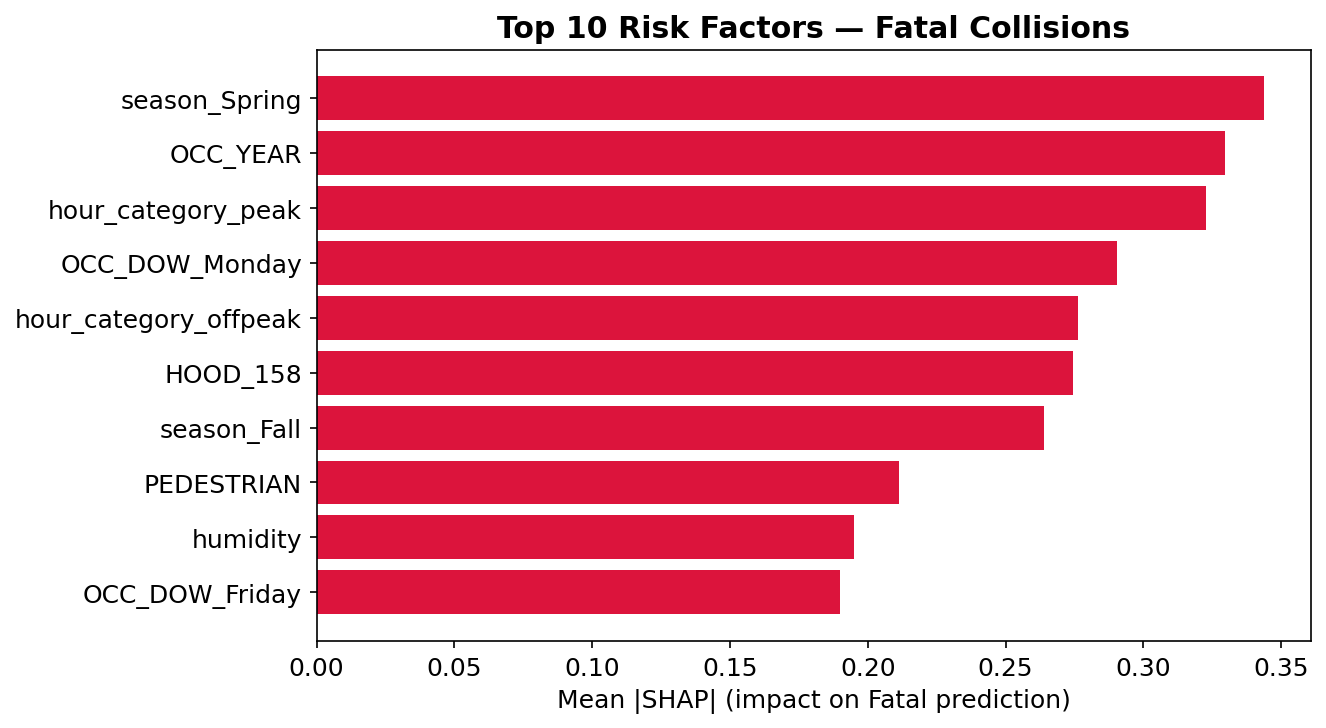 Top 10 Risk Factors — Fatal Collisions
season_Spring
OCC_YEAR
hour_category_peak
OCC_DOW_Monday
hour_category_offpeak
HOOD_158
season_Fall
PEDESTRIAN
humidity
OCC_DOW_Friday
0.00 0.05 0.10 0.15 0.20 0.25 0.30 0.35
Mean |SHAP| (impact on Fatal prediction)